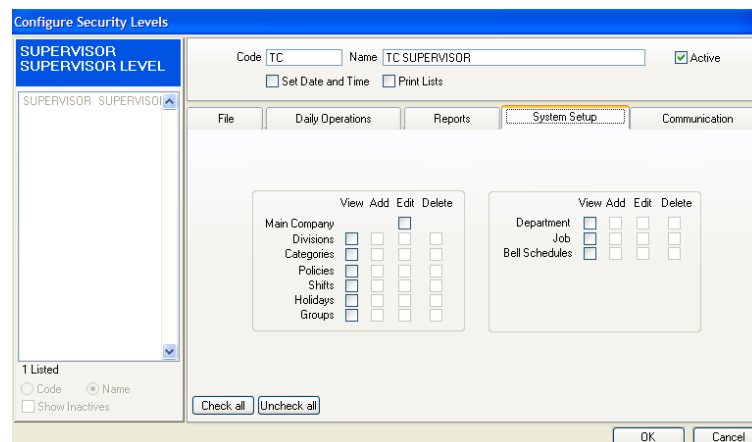 Configure Security Levels
SUPERVISOR
SUPERVISOR LEVEL
Code TC Name TC SUPERVISOR Active
Set Date and Time Print Lists
SUPERVISOR SUPERVISO
File Daily Operations Reports System Setup Communication
View Add Edit Delete
Main Company
Divisions
Categories
Policies
Shifts
Holidays
Groups
View Add Edit Delete
Department
Job
Bell Schedules
1 Listed
Code Name
Show Inactives
Check all Uncheck all
OK Cancel